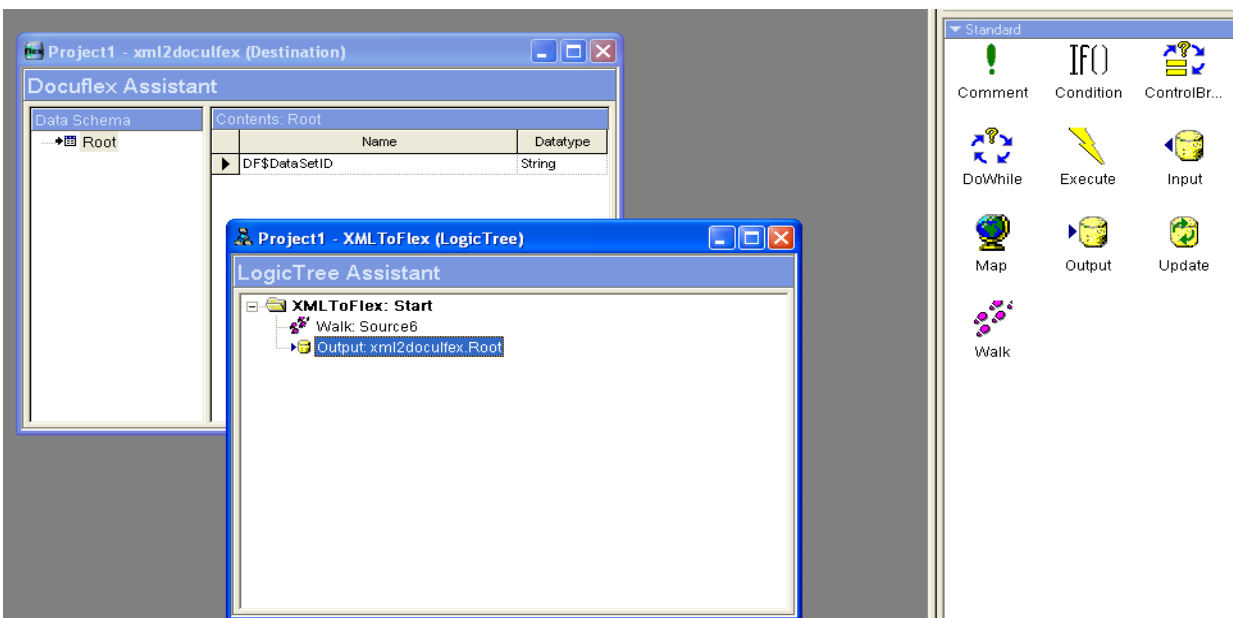 Project1 - xml2doculfex (Destination)
Docuflex Assistant
Data Schema
Root
Contents: Root
Name Datatype
DF$DataSetID String
Project1 - XMLToFlex (LogicTree)
LogicTree Assistant
XMLToFlex: Start
Walk: Source6
Output: xml2doculfex.Root
Standard
Comment Condition ControlBr...
IF()
DoWhile Execute Input
Map Output Update
Walk